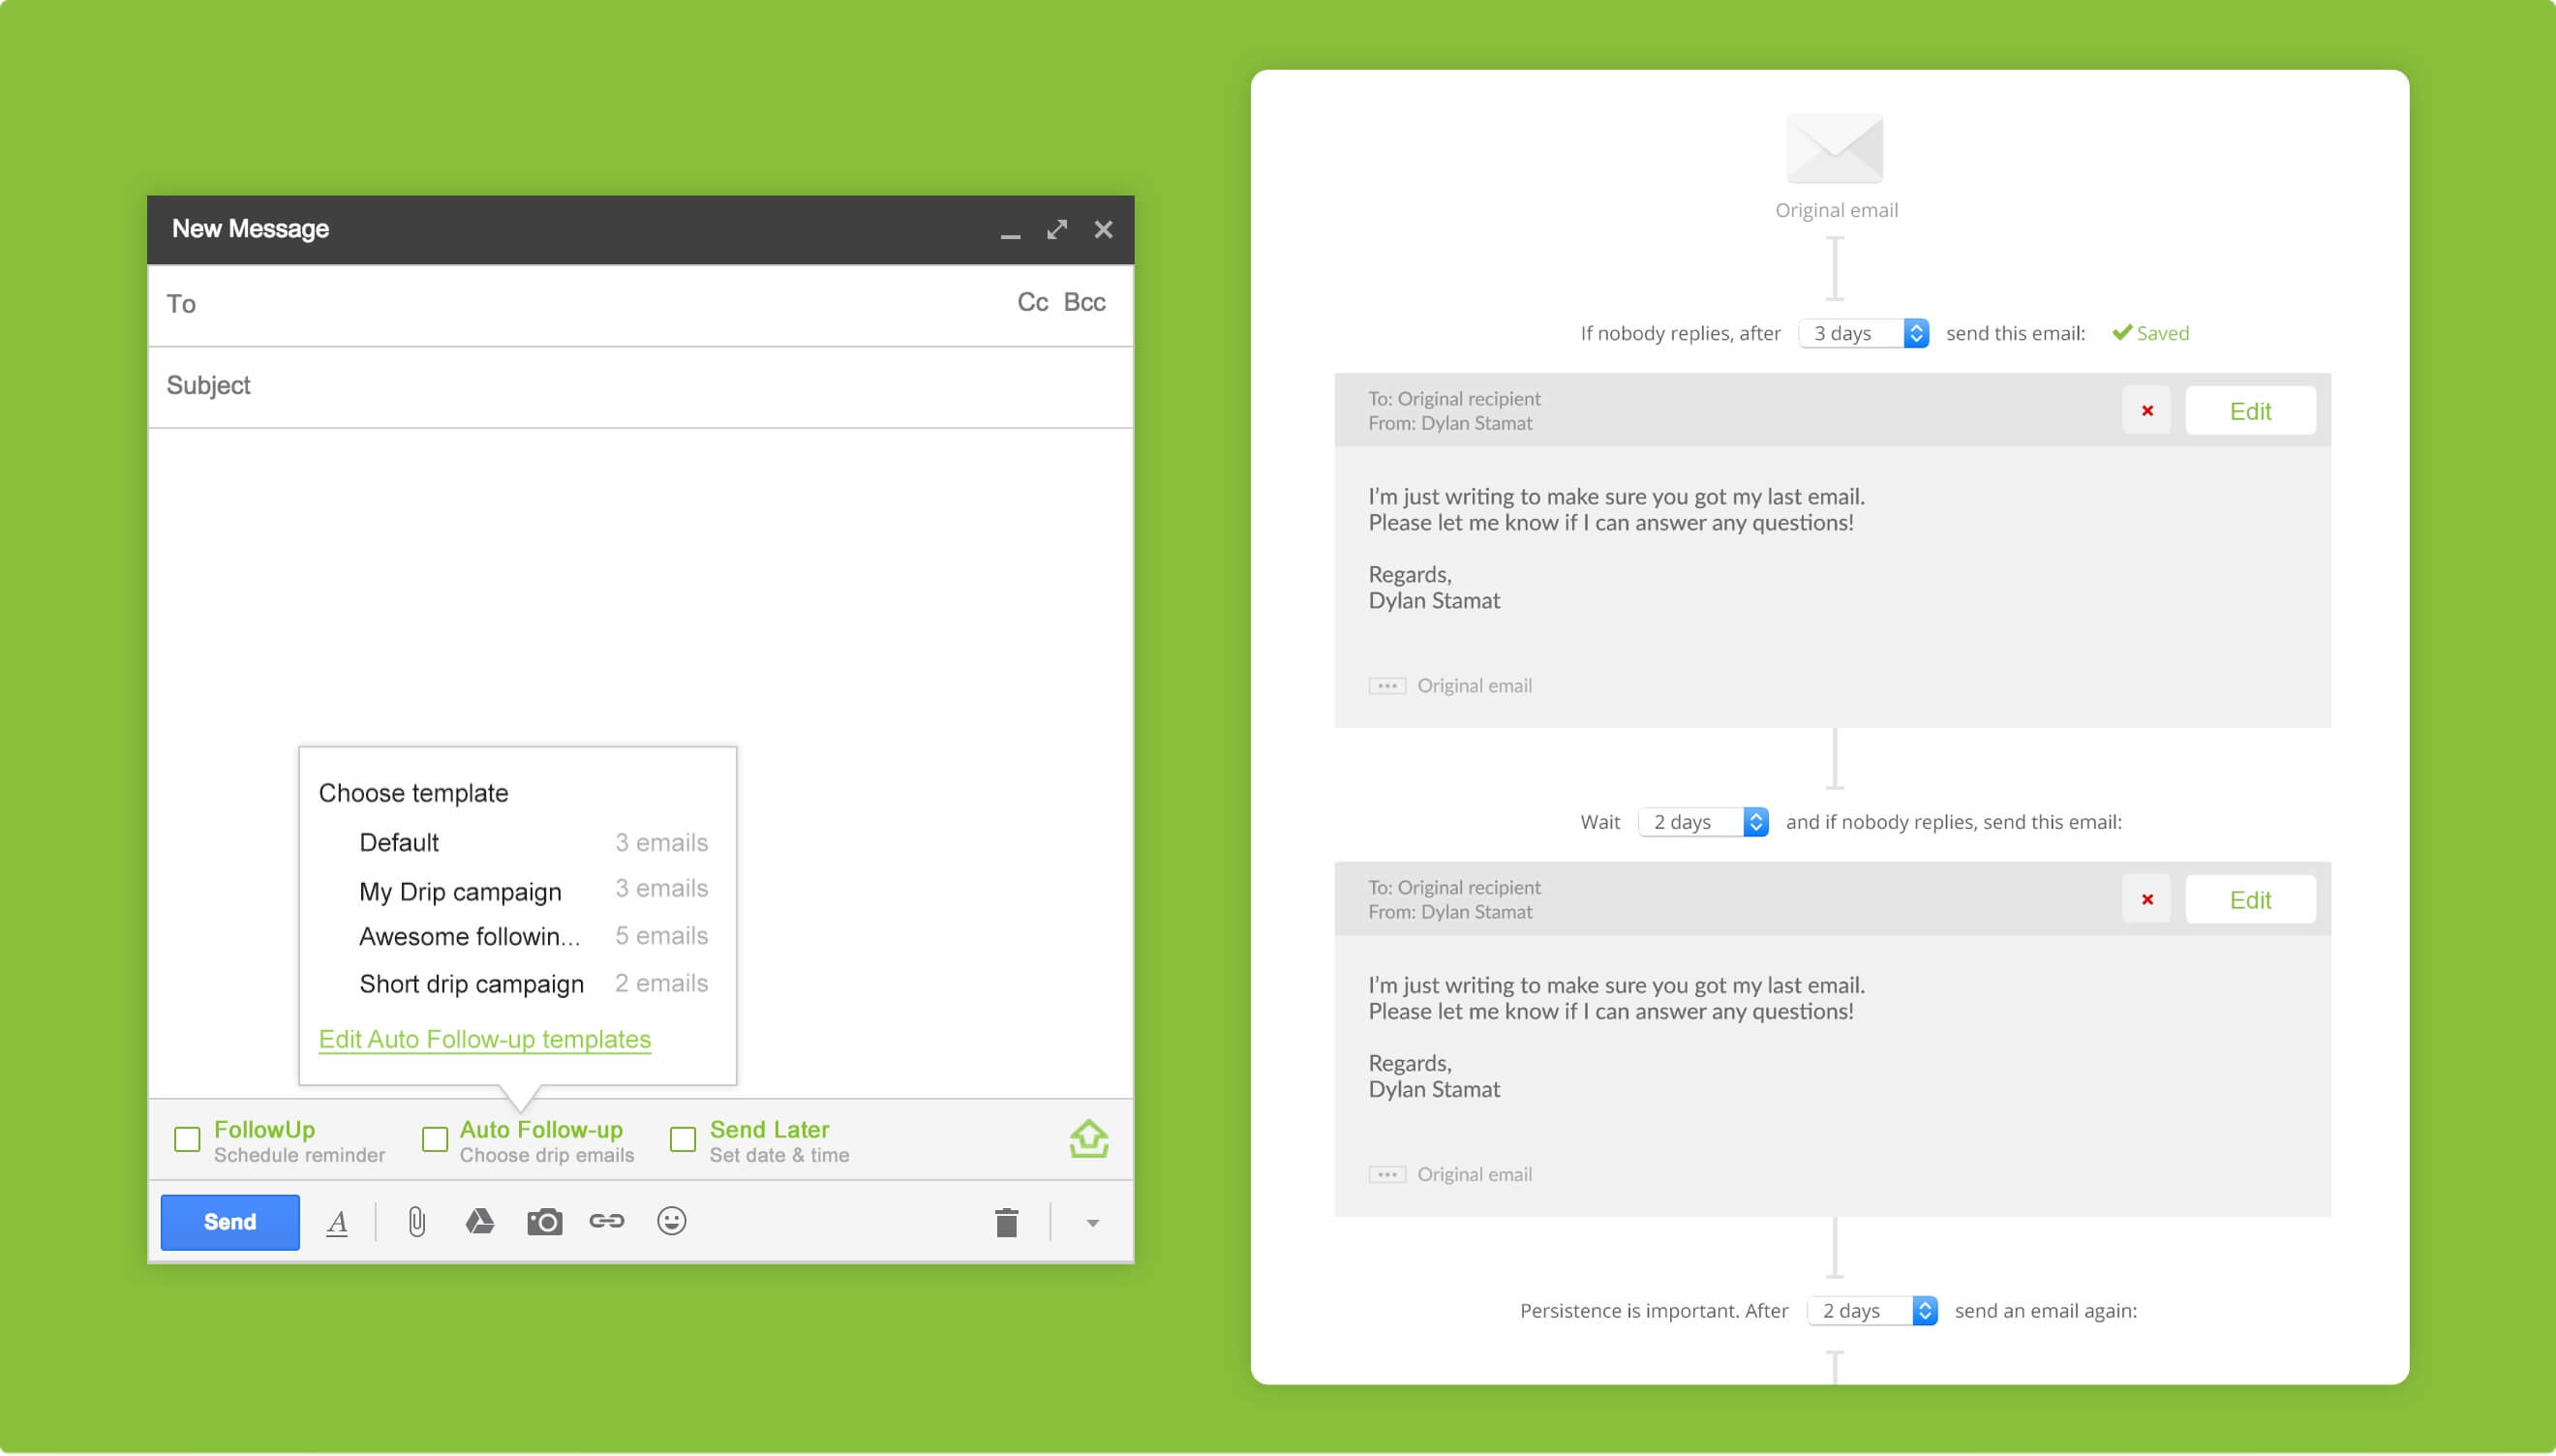 New Message
To Cc Bcc
Subject
Choose template
Default 3 emails
My Drip campaign 3 emails
Awesome followin... 5 emails
Short drip campaign 2 emails
Edit Auto Follow-up templates
FollowUp
Schedule reminder
Auto Follow-up
Choose drip emails
Send Later
Set date & time
Send
Original email
If nobody replies, after 3 days send this email: Saved
To: Original recipient
From: Dylan Stamat
Edit
I'm just writing to make sure you got my last email.
Please let me know if I can answer any questions!
Regards,
Dylan Stamat
Original email
Wait 2 days and if nobody replies, send this email:
To: Original recipient
From: Dylan Stamat
Edit
I'm just writing to make sure you got my last email.
Please let me know if I can answer any questions!
Regards,
Dylan Stamat
Original email
Persistence is important. After 2 days send an email again: